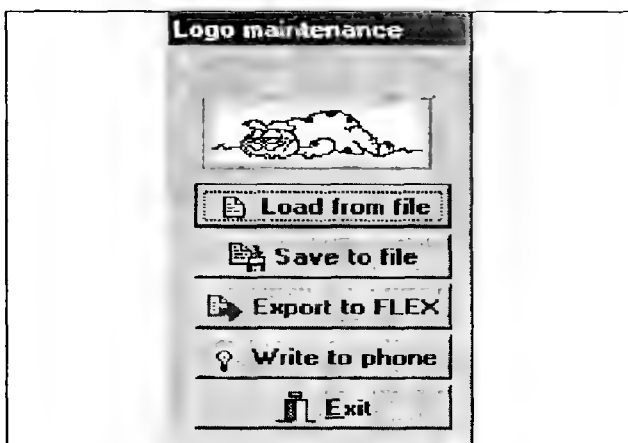 Logo maintenance
Load from file
Save to file
Export to FLEX
Write to phone
Exit